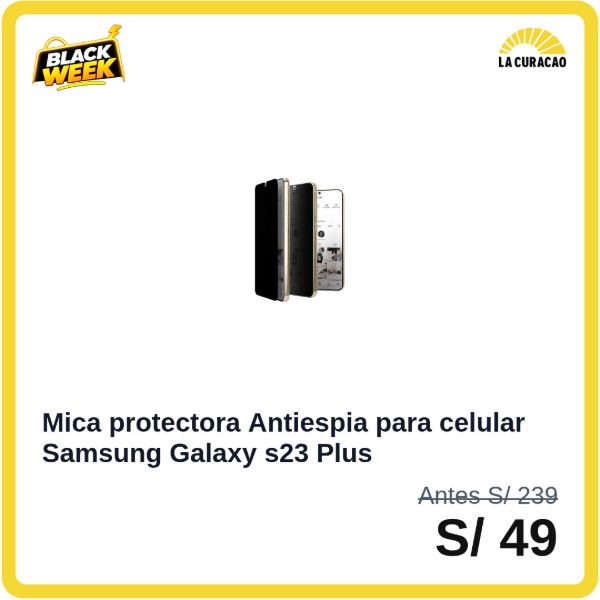 BLACK
WEEK
LA CURACAO
Mica protectora Antiespia para celular
Samsung Galaxy s23 Plus
Antes S/ 239
S/ 49